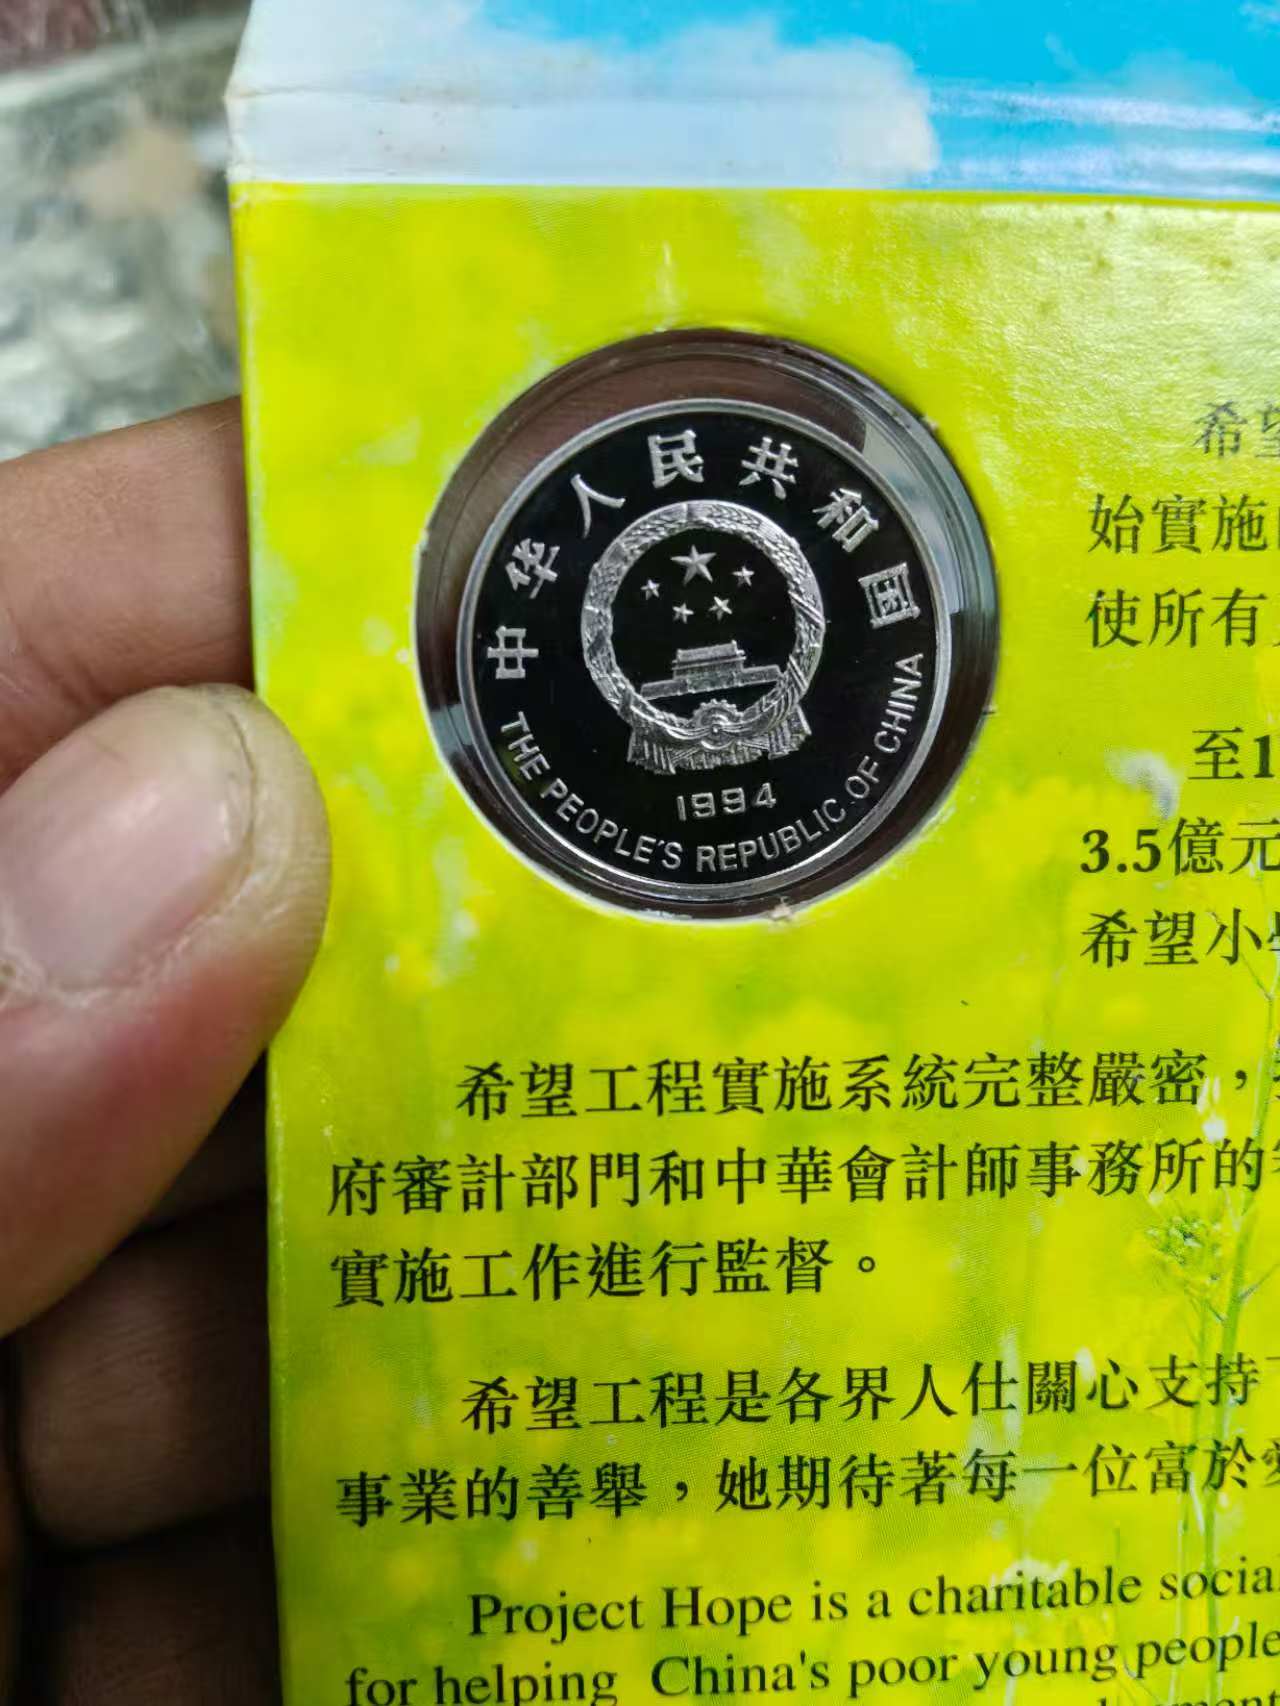 中华人民共和国
1994
THE PEOPLE'S REPUBLIC OF CHINA
希望
始實施
使所有
至1
3.5億元
希望小學
希望工程實施系統完整嚴密，
府審計部門和中華會計師事務所的
實施工作進行監督。
希望工程是各界人仕關心支持
事業的善舉，她期待著每一位富於愛
Project Hope is a charitable social
for helping China's poor young people